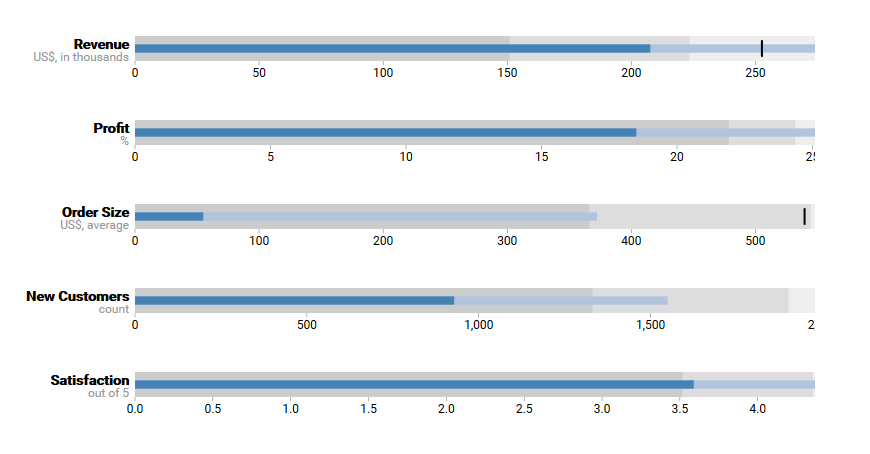 Revenue
US$, in thousands
0 50 100 150 200 250
Profit
%
0 5 10 15 20 25
Order Size
US$, average
0 100 200 300 400 500
New Customers
count
0 500 1,000 1,500 2
Satisfaction
out of 5
0.0 0.5 1.0 1.5 2.0 2.5 3.0 3.5 4.0